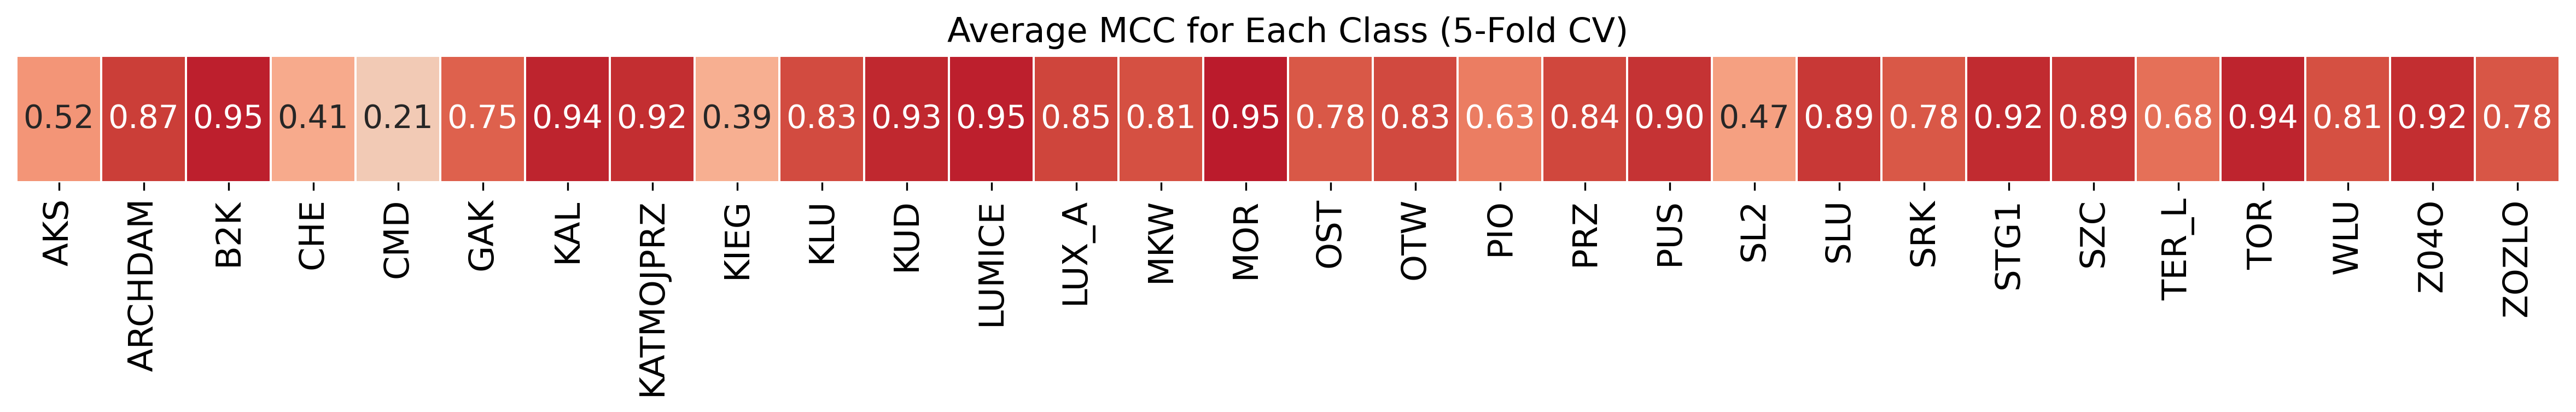 Average MCC for Each Class (5-Fold CV)
0.52 0.87 0.95 0.41 0.21 0.75 0.94 0.92 0.39 0.83 0.93 0.95 0.85 0.81 0.95 0.78 0.83 0.63 0.84 0.90 0.47 0.89 0.78 0.92 0.89 0.68 0.94 0.81 0.92 0.78
AKS
ARCHDAM
B2K
CHE
CMD
GAK
KAL
KATMOJPRZ
KIEG
KLU
KUD
LUMICE
LUX_A
MKW
MOR
OST
OTW
PIO
PRZ
PUS
SL2
SLU
SRK
STG1
SZC
TER_L
TOR
WLU
Z04O
ZOZLO